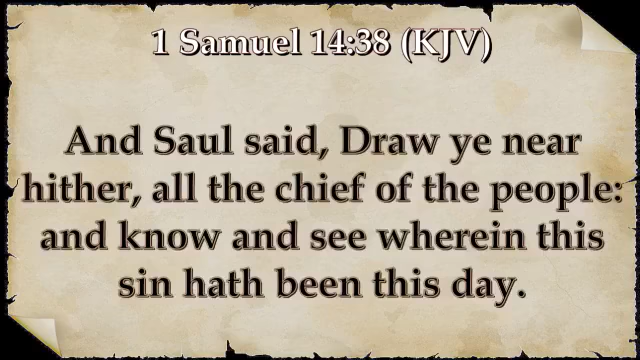 1 Samuel 14:38 (KJV)
And Saul said, Draw ye near
hither, all the chief of the people:
and know and see wherein this
sin hath been this day.